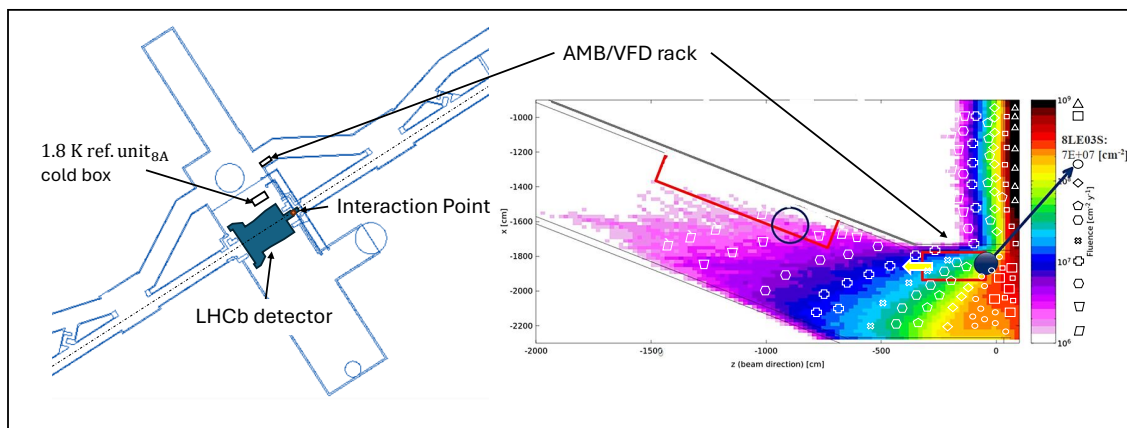 AMB/VFD rack
1.8 K ref. unit8A
cold box
Interaction Point
LHCb detector
-1000
-1200
-1400
-1600
-1800
-2000
-2200
x [cm]
-2000
-1500
-1000
-500
0
z (beam direction) [cm]
10⁹
10⁷
10⁶
Fluence [cm⁻² y⁻¹]
8LE03S:
7E+07 [cm⁻²]